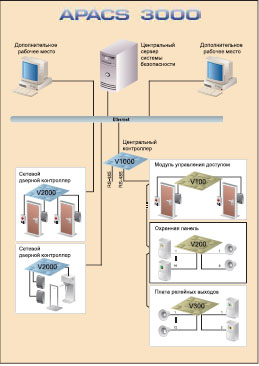 APACS 3000
Дополнительное
рабочее место
Центральный
сервер
системы
безопасности
Дополнительное
рабочее место
Ethernet
Центральный
контроллер
V1000
RS-485
RS-485
Сетевой
дверной контроллер
V2000
Модуль управления доступом
V100
Охранная панель
V200
Сетевой
дверной контроллер
V2000
Плата релейных выходов
V300